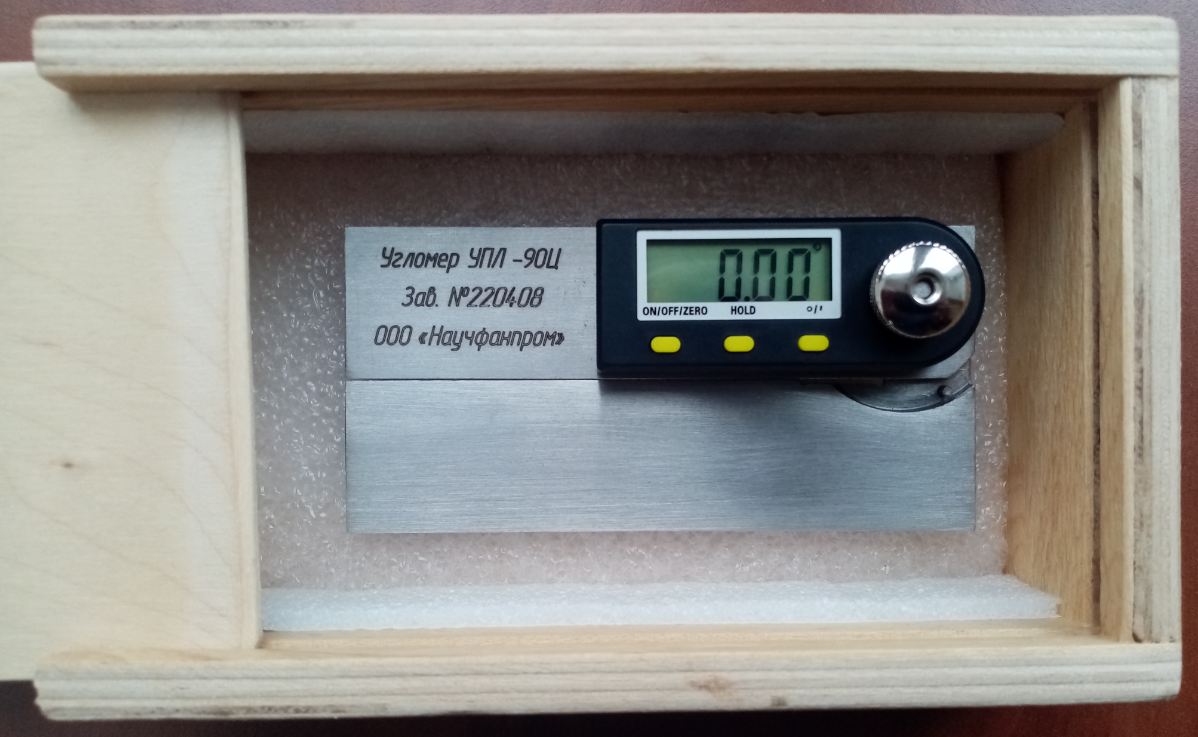 Угломер УПЛ -90Ц
Зав. №220408
ООО «Научфанпром»
0.00°
ON/OFF/ZERO HOLD °/'